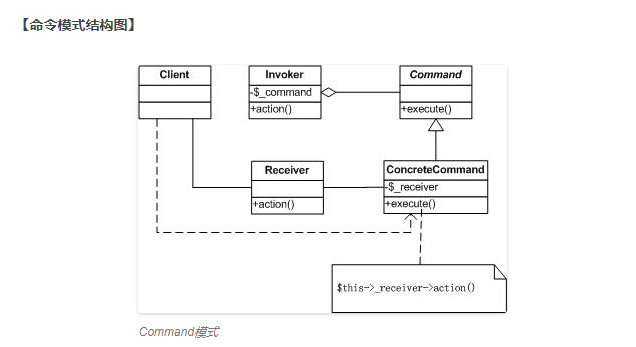 【命令模式结构图】
Client
Invoker
-$_command
+action()
Command
+execute()
Receiver
+action()
ConcreteCommand
-$_receiver
+execute()
$this->_receiver->action()
Command模式